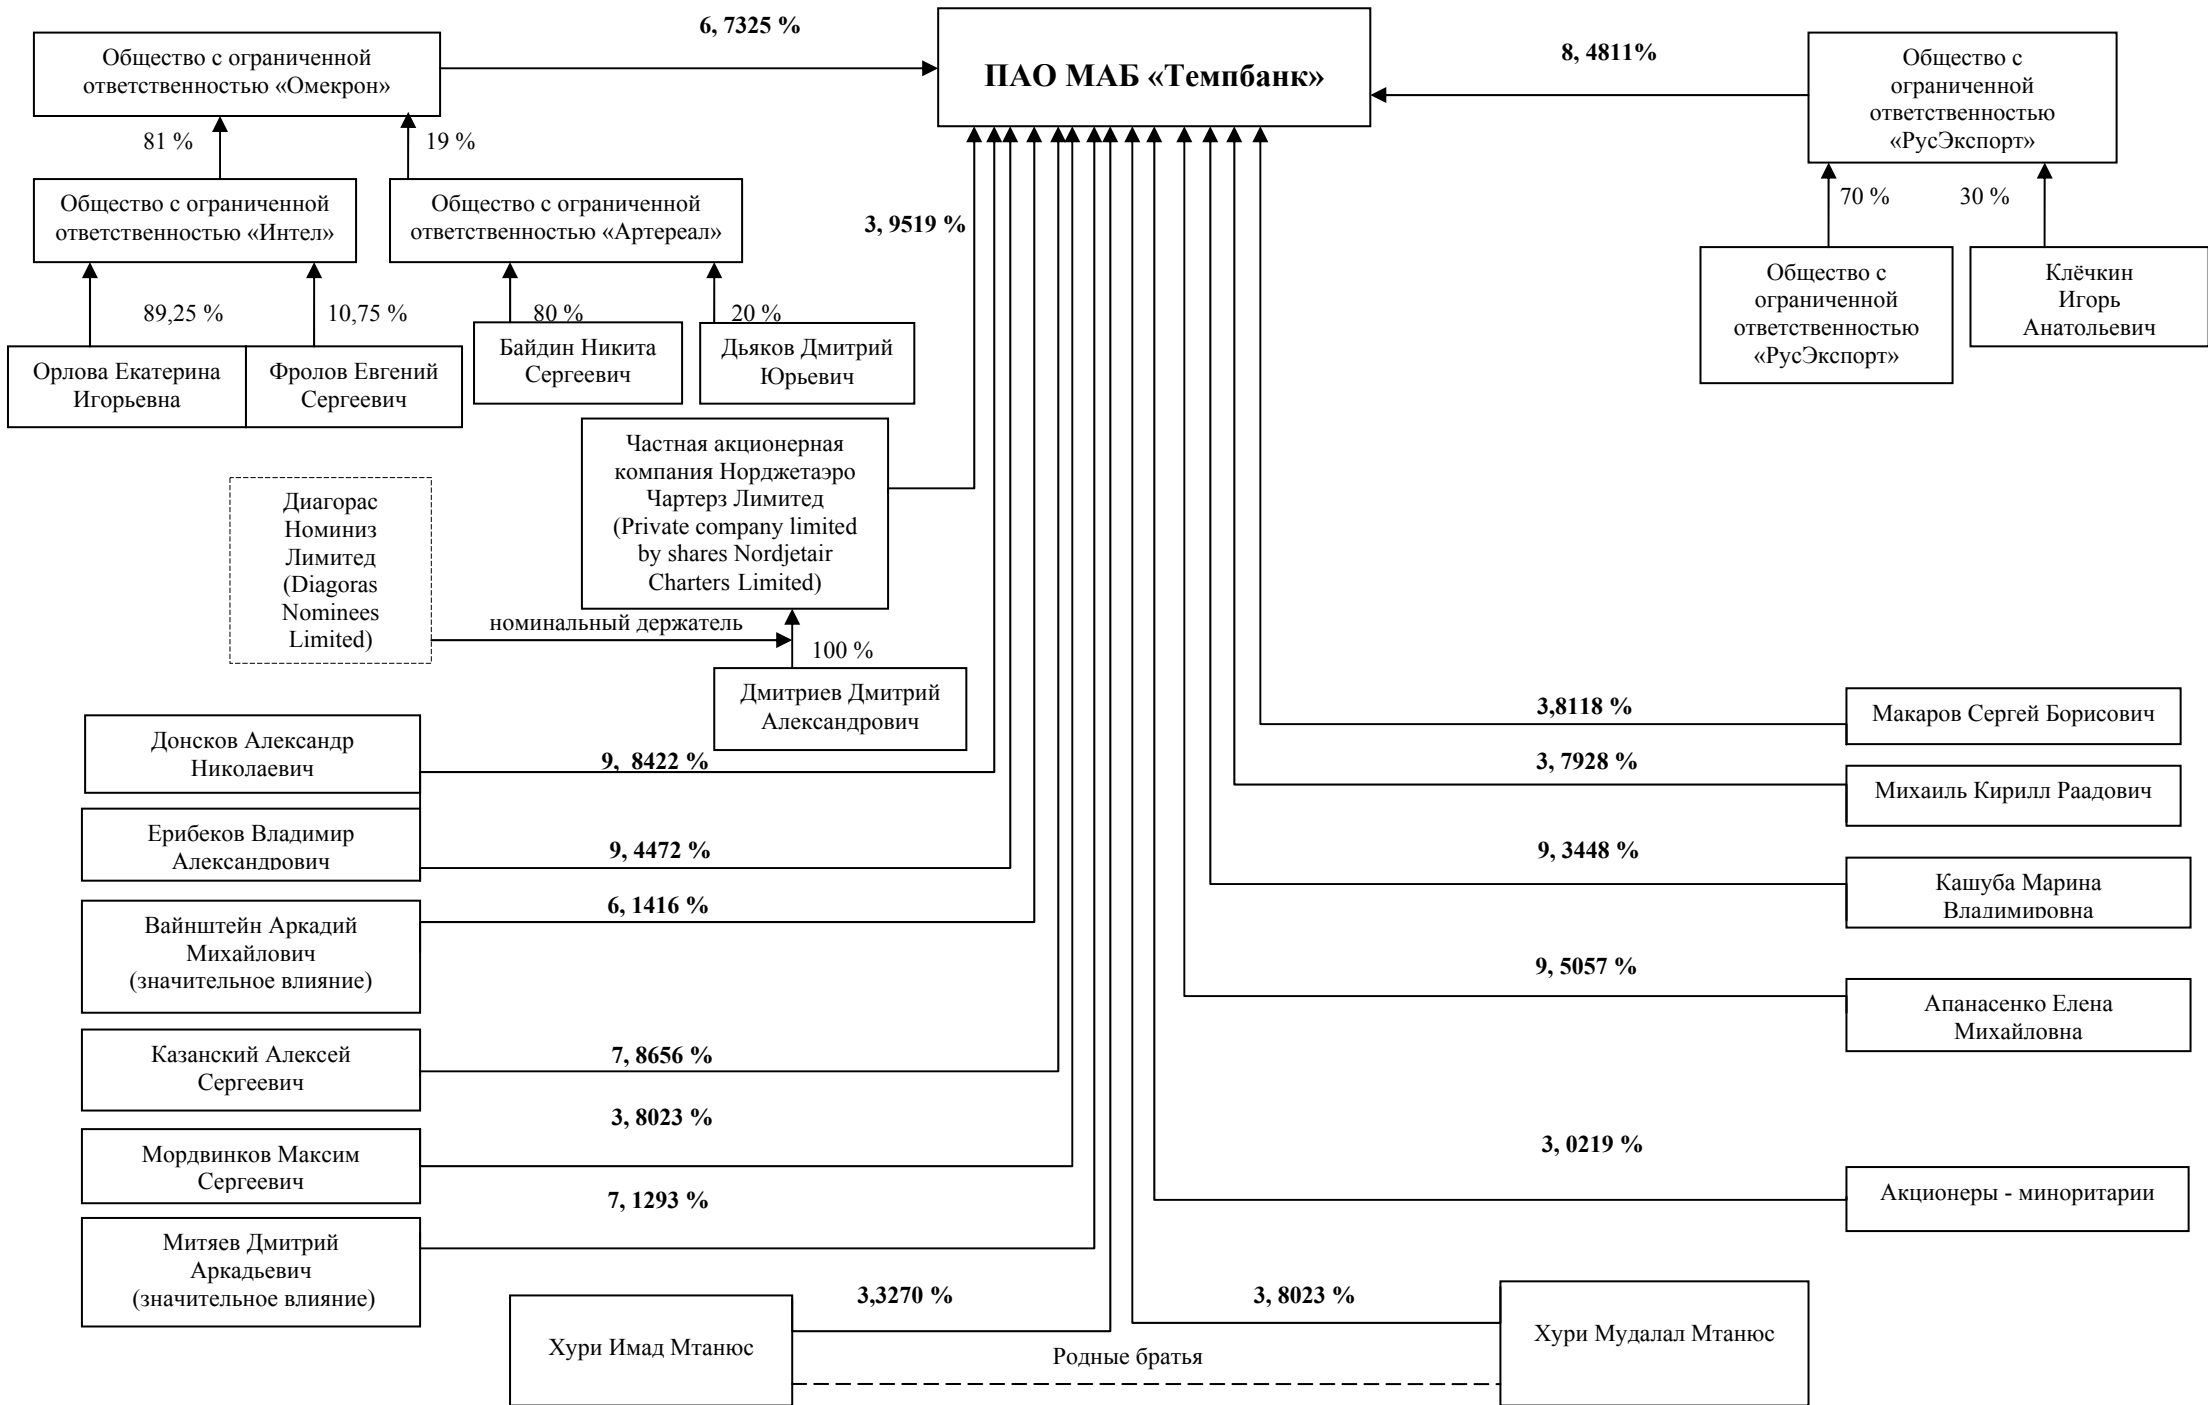 6, 7325 %
Общество с ограниченной
ответственностью «Омекрон»
ПАО МАБ «Темпбанк»
8, 4811%
Общество с
ограниченной
ответственностью
«РусЭкспорт»
81 %
19 %
Общество с ограниченной
ответственностью «Интел»
Общество с ограниченной
ответственностью «Артереал»
3, 9519 %
70 %
30 %
89,25 %
10,75 %
80 %
20 %
Орлова Екатерина
Игорьевна
Фролов Евгений
Сергеевич
Байдин Никита
Сергеевич
Дьяков Дмитрий
Юрьевич
Общество с
ограниченной
ответственностью
«РусЭкспорт»
Клёчкин
Игорь
Анатольевич
Частная акционерная
компания Норджетаэро
Чартерз Лимитед
(Private company limited
by shares Nordjetair
Charters Limited)
Диагорас
Номиниз
Лимитед
(Diagoras
Nominees
Limited)
номинальный держатель
100 %
Дмитриев Дмитрий
Александрович
Донсков Александр
Николаевич
9, 8422 %
3,8118 %
Макаров Сергей Борисович
3, 7928 %
Михаиль Кирилл Раадович
Ерибеков Владимир
Александрович
9, 4472 %
9, 3448 %
Кашуба Марина
Владимировна
Вайнштейн Аркадий
Михайлович
(значительное влияние)
6, 1416 %
9, 5057 %
Апанасенко Елена
Михайловна
Казанский Алексей
Сергеевич
7, 8656 %
3, 8023 %
Мордвинков Максим
Сергеевич
3, 0219 %
Акционеры - миноритарии
7, 1293 %
Митяев Дмитрий
Аркадьевич
(значительное влияние)
3,3270 %
3, 8023 %
Хури Имад Мтанюс
Родные братья
Хури Мудалал Мтанюс